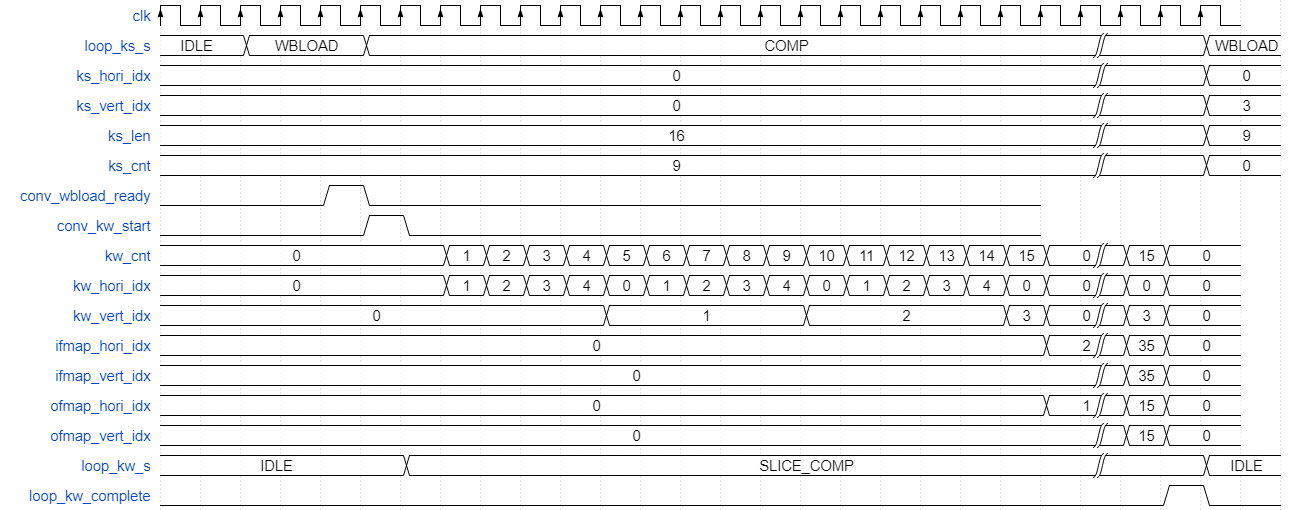 clk
loop_ks_s IDLE WBLOAD COMP WBLOAD
ks_hori_idx 0 0
ks_vert_idx 0 3
ks_len 16 9
ks_cnt 9 0
conv_wbload_ready
conv_kw_start
kw_cnt 0 1 2 3 4 5 6 7 8 9 10 11 12 13 14 15 0 15 0
kw_hori_idx 0 1 2 3 4 0 1 2 3 4 0 1 2 3 4 0 0 0 0
kw_vert_idx 0 1 2 3 0 3 0
ifmap_hori_idx 0 2 35 0
ifmap_vert_idx 0 35 0
ofmap_hori_idx 0 1 15 0
ofmap_vert_idx 0 15 0
loop_kw_s IDLE SLICE_COMP IDLE
loop_kw_complete